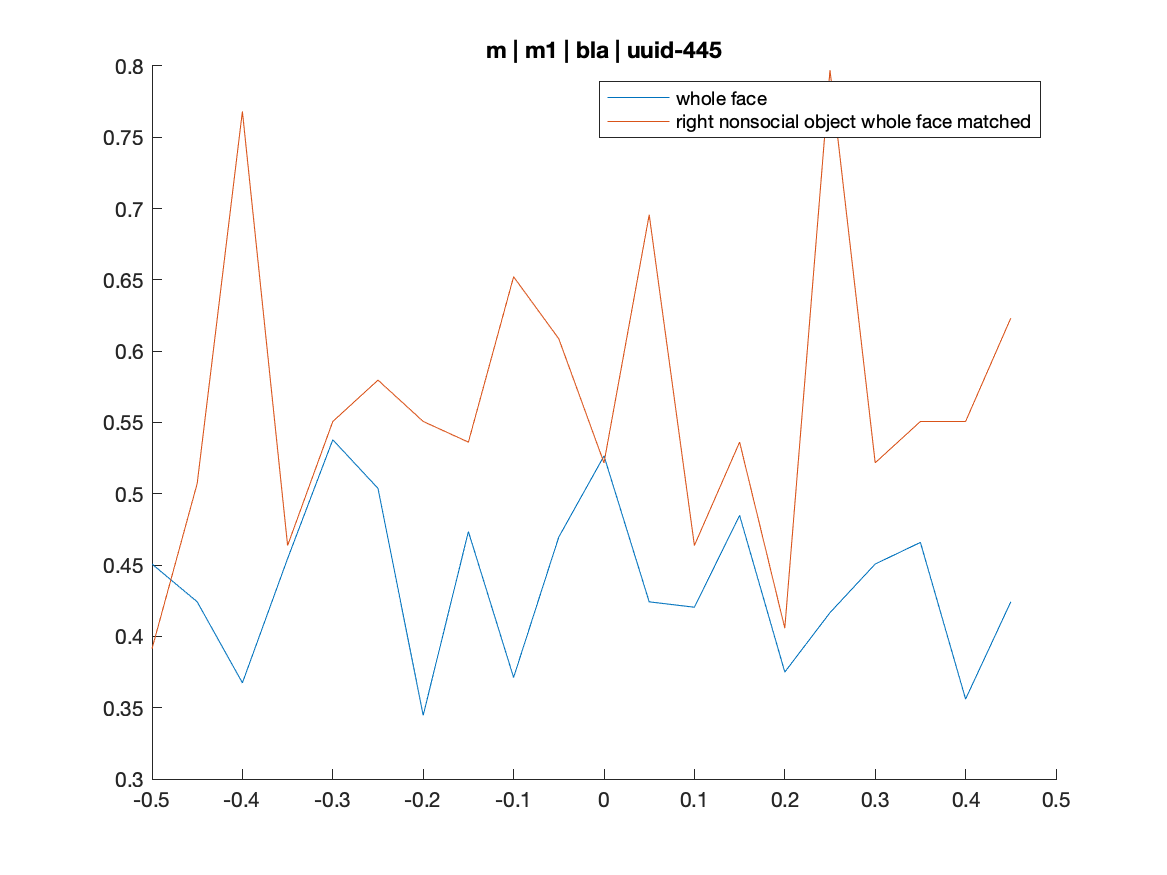 m | m1 | bla | uuid-445
whole face
right nonsocial object whole face matched
0.8
0.75
0.7
0.65
0.6
0.55
0.5
0.45
0.4
0.35
0.3
-0.5 -0.4 -0.3 -0.2 -0.1 0 0.1 0.2 0.3 0.4 0.5